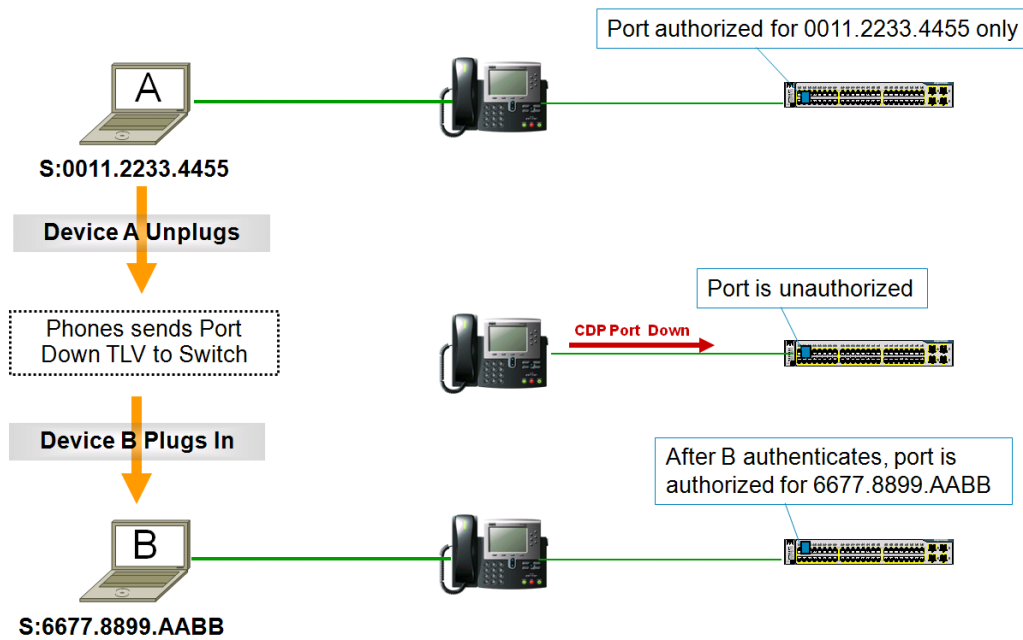 Port authorized for 0011.2233.4455 only
A
S:0011.2233.4455
Device A Unplugs
Port is unauthorized
Phones sends Port
Down TLV to Switch
CDP Port Down
Device B Plugs In
After B authenticates, port is
authorized for 6677.8899.AABB
B
S:6677.8899.AABB